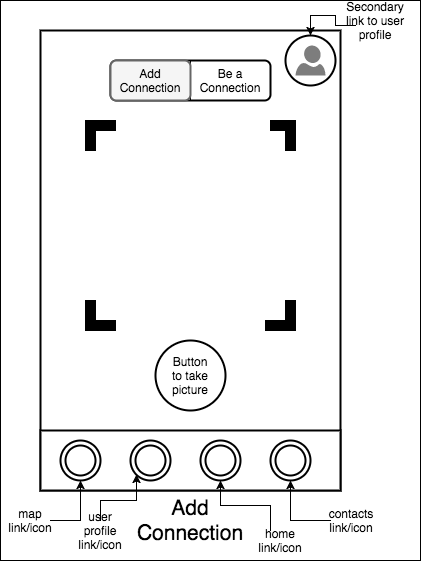 Secondary
link to user
profile
Add
Connection
Be a
Connection
Button
to take
picture
map
link/icon
user
profile
link/icon
Add
Connection
home
link/icon
contacts
link/icon